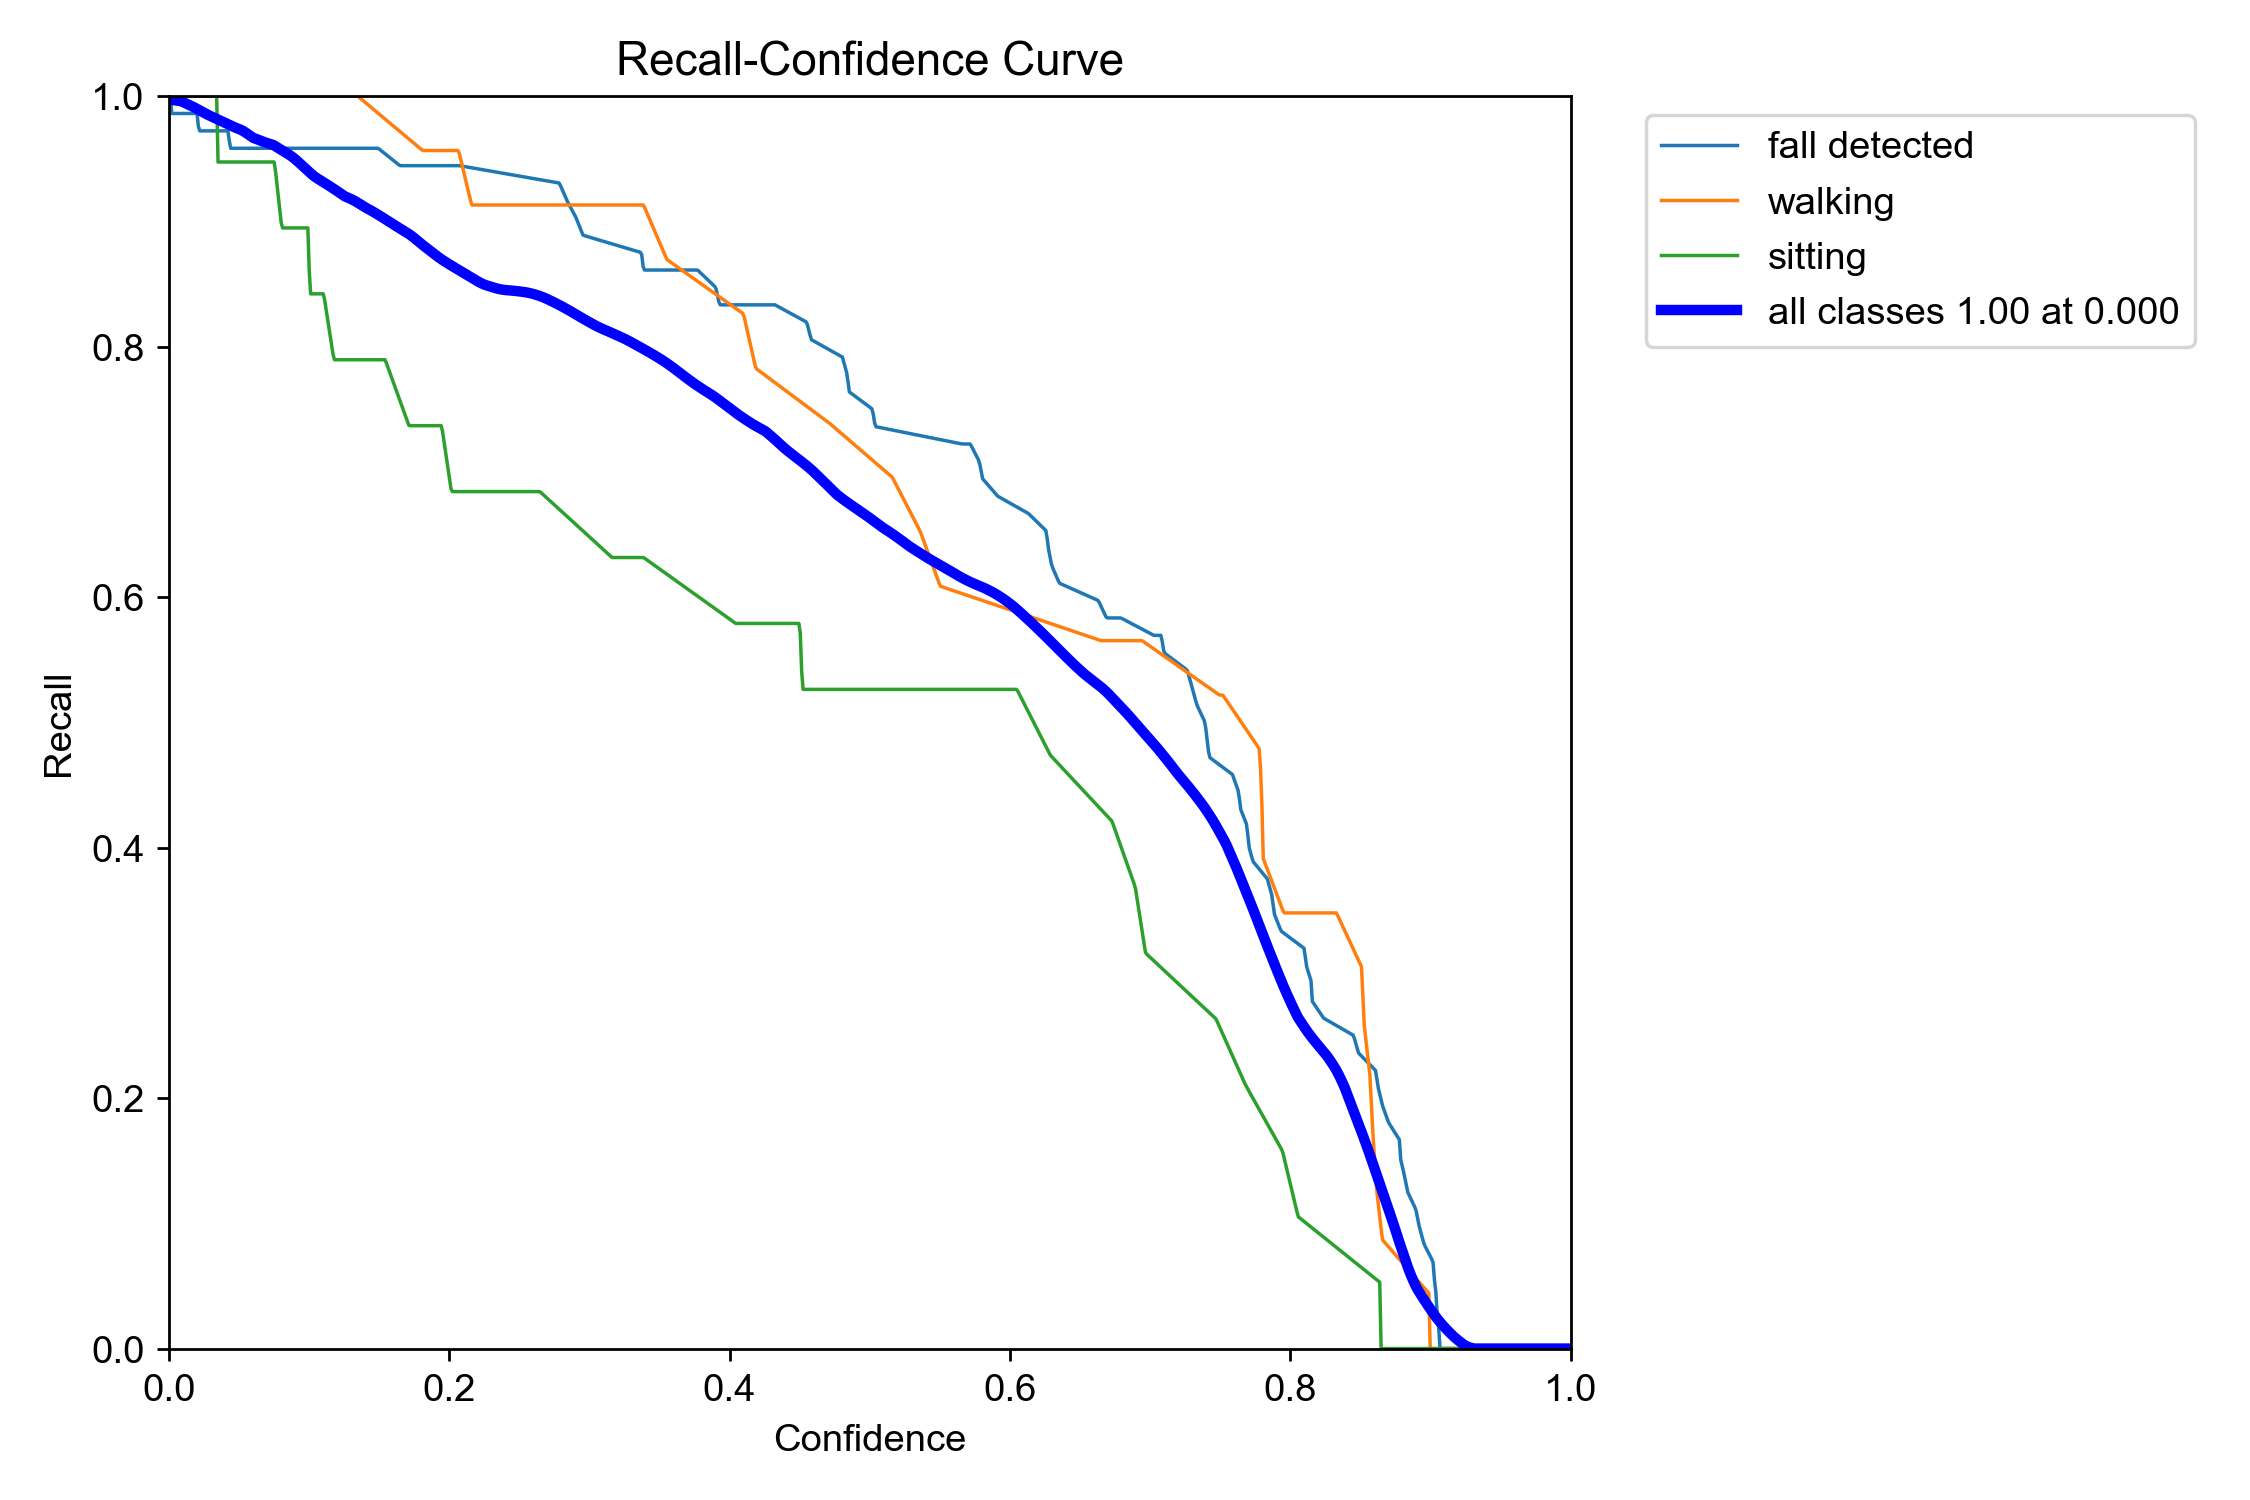 Recall-Confidence Curve
1.0
0.8
0.6
0.4
0.2
0.0
Recall
0.0 0.2 0.4 0.6 0.8 1.0
Confidence
fall detected
walking
sitting
all classes 1.00 at 0.000